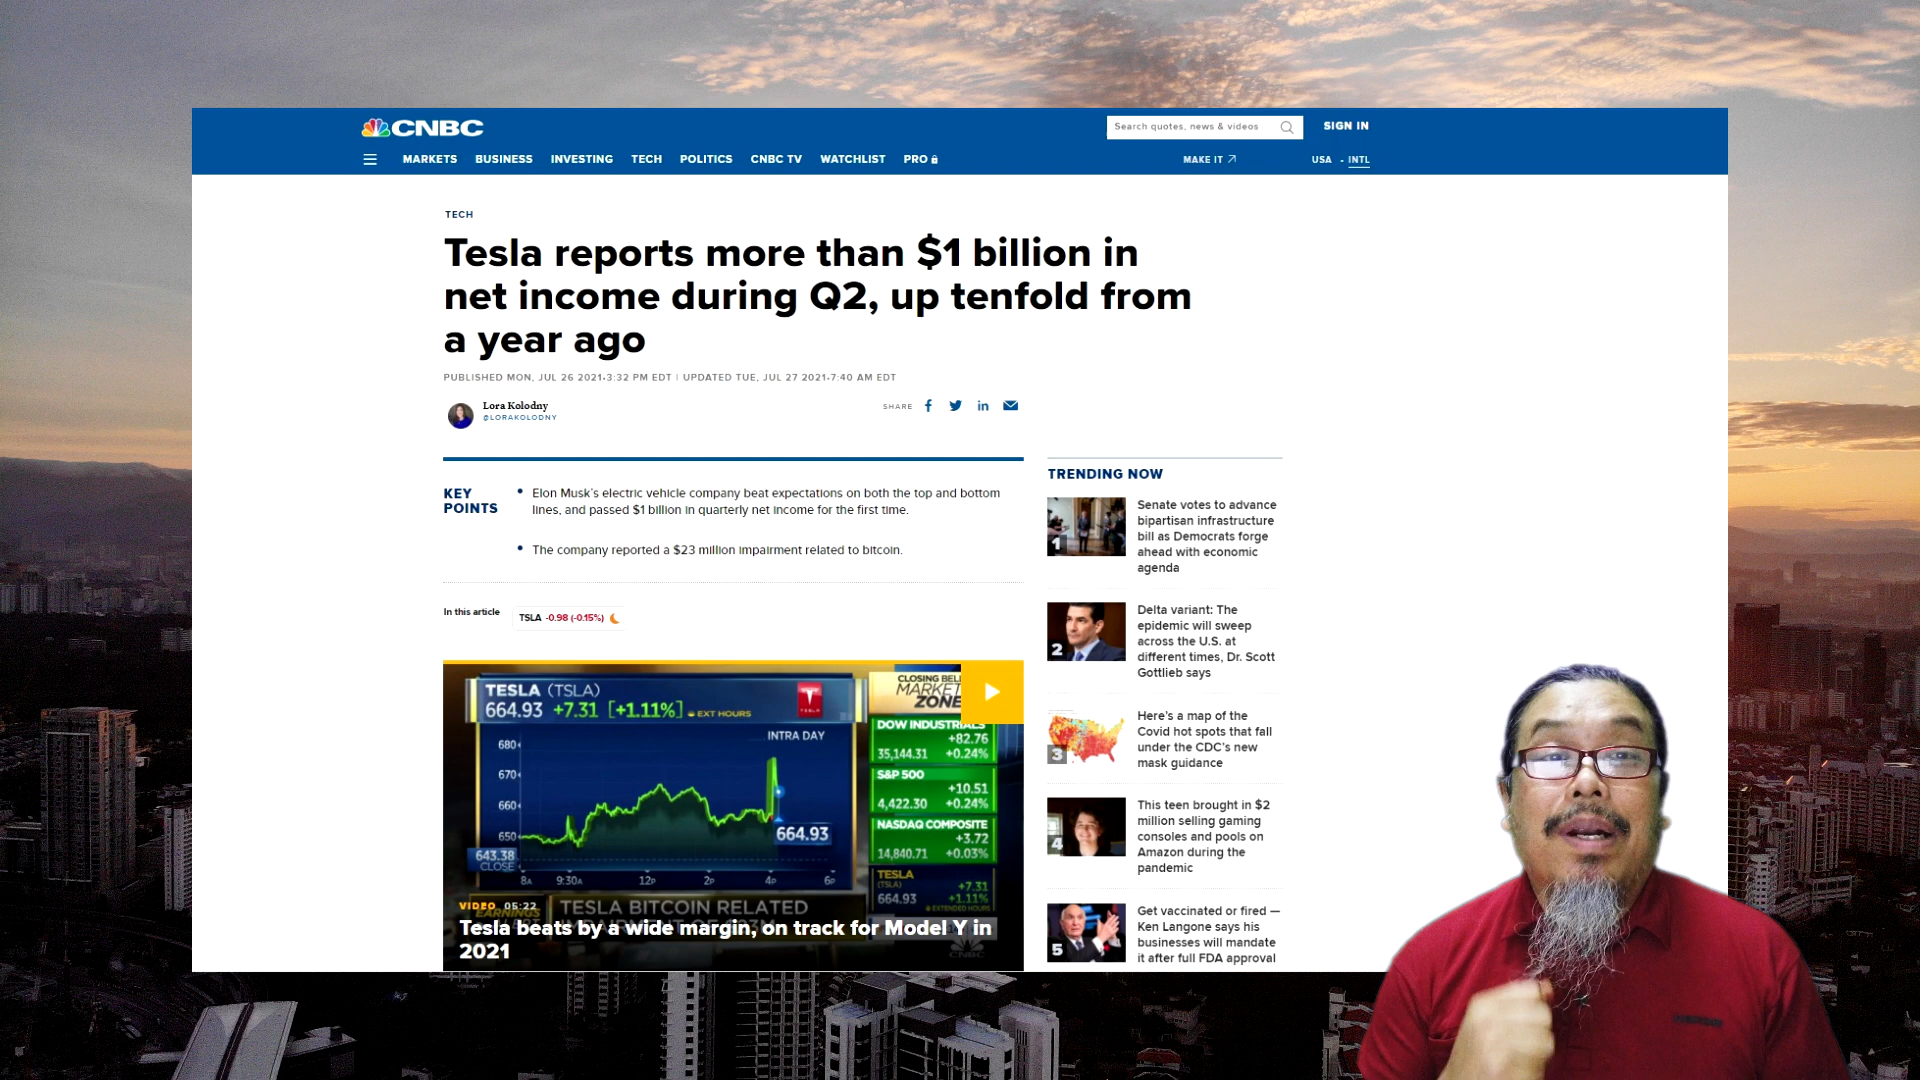 CNBC
Search quotes, news & videos
SIGN IN
MARKETS BUSINESS INVESTING TECH POLITICS CNBC TV WATCHLIST PRO
MAKE IT
USA • INTL
TECH
Tesla reports more than $1 billion in
net income during Q2, up tenfold from
a year ago
PUBLISHED MON, JUL 26 2021•3:32 PM EDT | UPDATED TUE, JUL 27 2021•7:40 AM EDT
Lora Kolodny
@LORAKOLODNY
SHARE
KEY
POINTS
• Elon Musk's electric vehicle company beat expectations on both the top and bottom
lines, and passed $1 billion in quarterly net income for the first time.
• The company reported a $23 million impairment related to bitcoin.
In this article
TSLA -0.98 (-0.15%)
TESLA (TSLA)
664.93 +7.31 [+1.11%] EXT HOURS
TESLA
INTRA DAY
680
670
660
650
643.38
CLOSE
664.93
8A 9:30A 12P 2P 4P 6P
CLOSING BELL
MARKET
ZONE
DOW INDUSTRIALS
+82.76
35,144.31 +0.24%
S&P 500
+10.51
4,422.30 +0.24%
NASDAQ COMPOSITE
+3.72
14,840.71 +0.03%
TESLA
(TSLA) +7.31
664.93 +1.11%
EXTENDED HOURS
EARNINGS
TESLA BITCOIN RELATED
CNBC
VIDEO 05:22
Tesla beats by a wide margin, on track for Model Y in
2021
TRENDING NOW
1
Senate votes to advance
bipartisan infrastructure
bill as Democrats forge
ahead with economic
agenda
2
Delta variant: The
epidemic will sweep
across the U.S. at
different times, Dr. Scott
Gottlieb says
3
Here's a map of the
Covid hot spots that fall
under the CDC's new
mask guidance
4
This teen brought in $2
million selling gaming
consoles and pools on
Amazon during the
pandemic
5
Get vaccinated or fired —
Ken Langone says his
businesses will mandate
it after full FDA approval